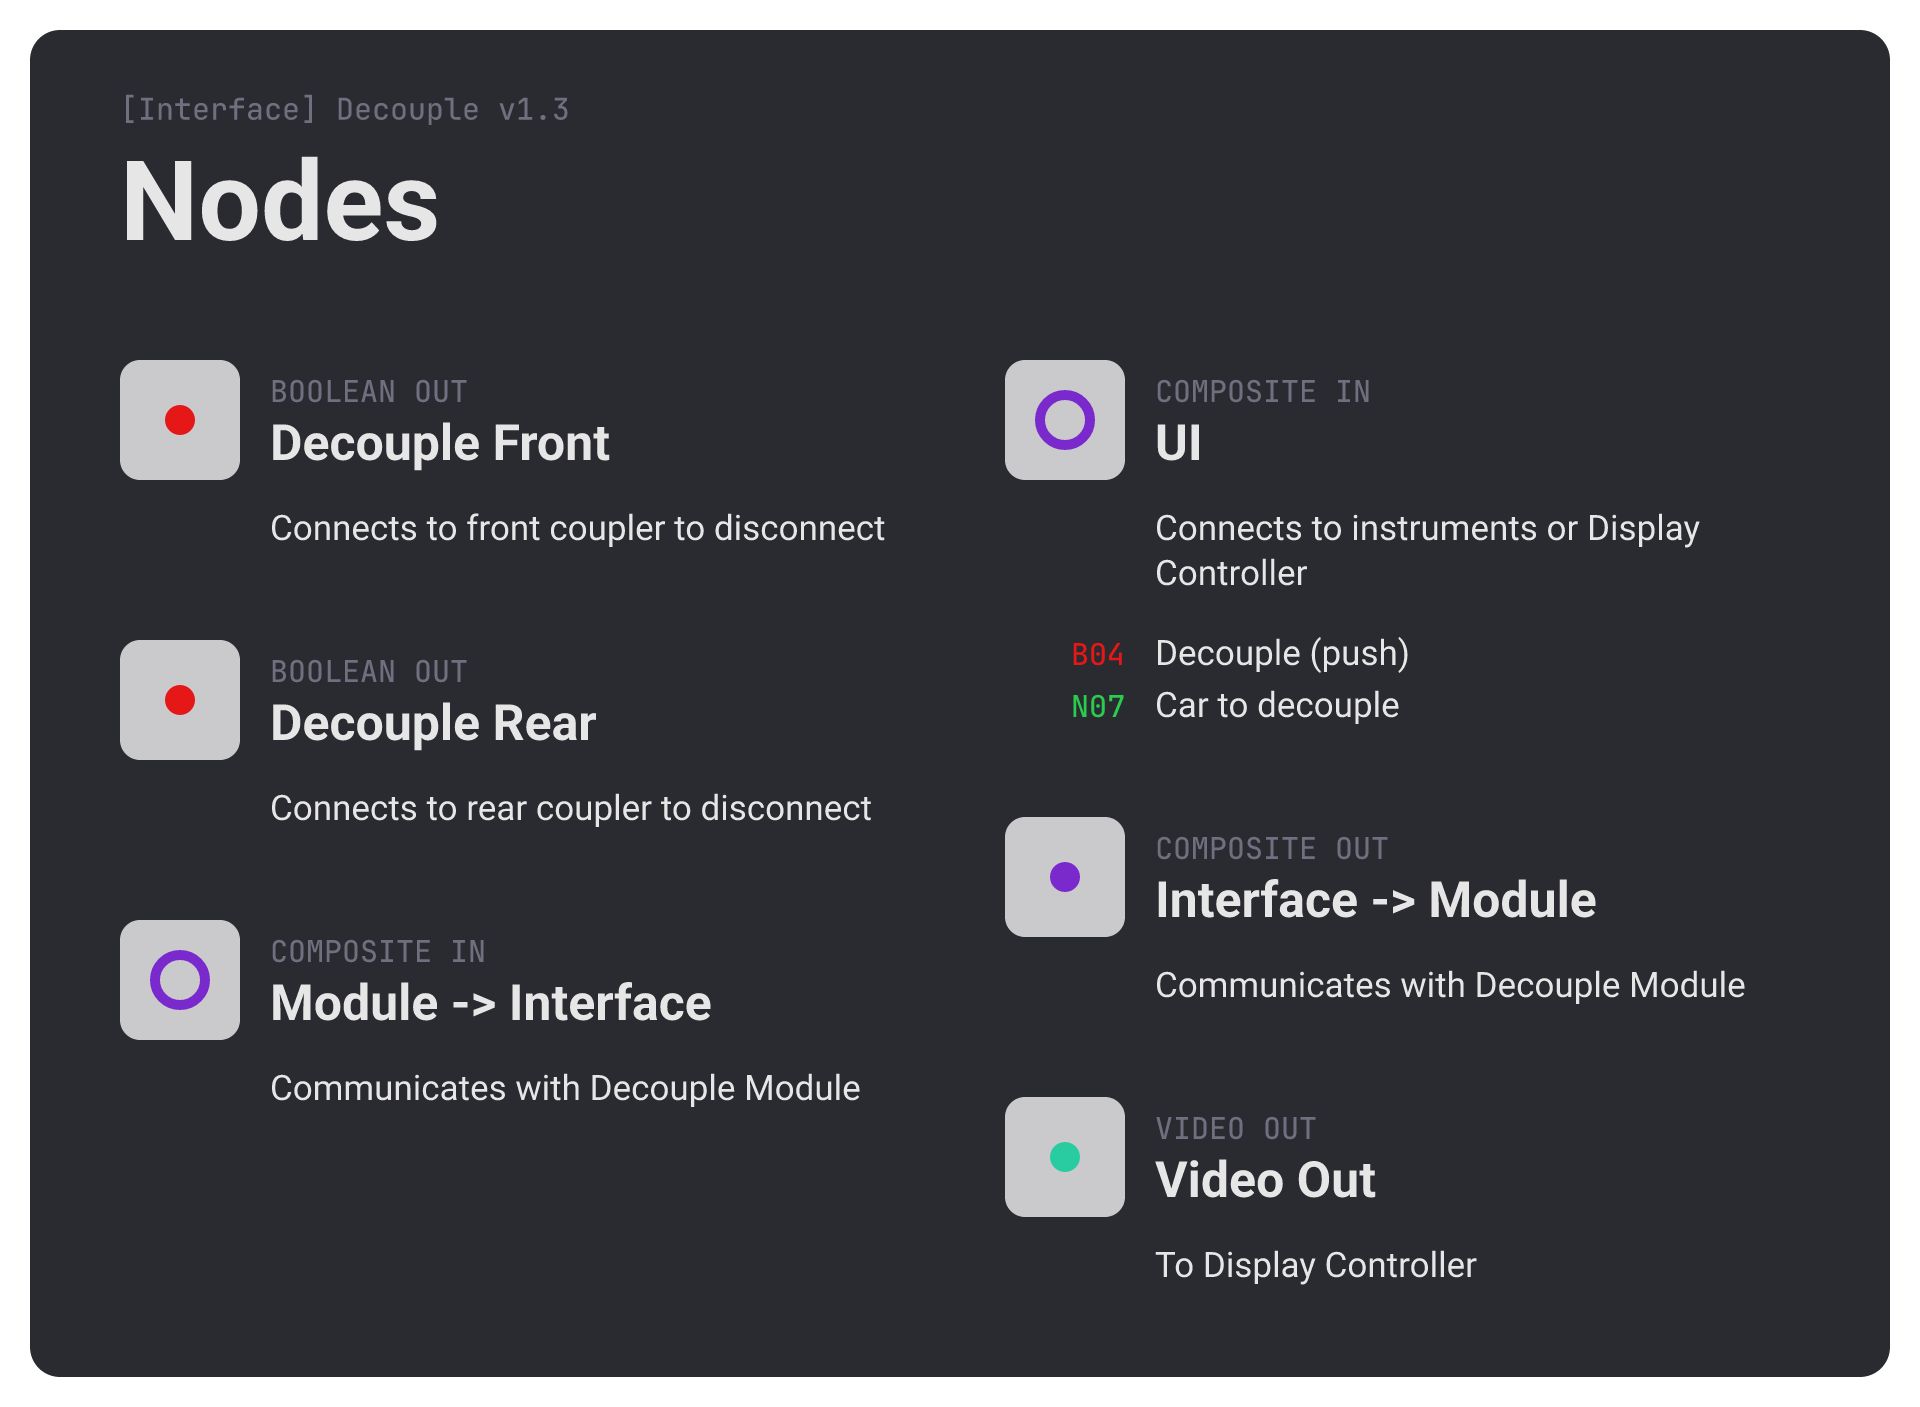 [Interface] Decouple v1.3
Nodes
BOOLEAN OUT
Decouple Front
Connects to front coupler to disconnect
BOOLEAN OUT
Decouple Rear
Connects to rear coupler to disconnect
COMPOSITE IN
Module -> Interface
Communicates with Decouple Module
COMPOSITE IN
UI
Connects to instruments or Display
Controller
B04 Decouple (push)
N07 Car to decouple
COMPOSITE OUT
Interface -> Module
Communicates with Decouple Module
VIDEO OUT
Video Out
To Display Controller